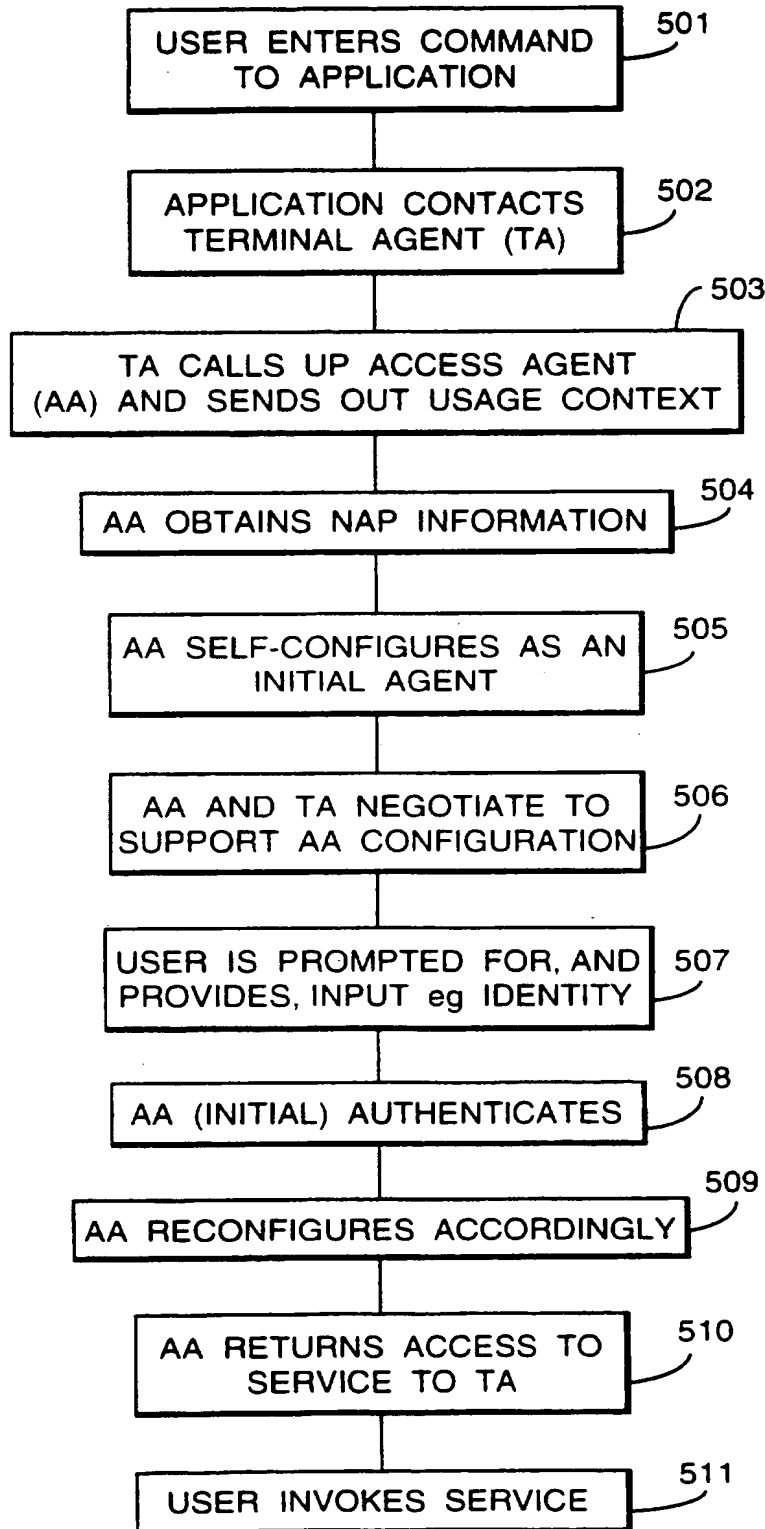 USER ENTERS COMMAND
TO APPLICATION
501
APPLICATION CONTACTS
TERMINAL AGENT (TA)
502
TA CALLS UP ACCESS AGENT
(AA) AND SENDS OUT USAGE CONTEXT
503
AA OBTAINS NAP INFORMATION
504
AA SELF-CONFIGURES AS AN
INITIAL AGENT
505
AA AND TA NEGOTIATE TO
SUPPORT AA CONFIGURATION
506
USER IS PROMPTED FOR, AND
PROVIDES, INPUT eg IDENTITY
507
AA (INITIAL) AUTHENTICATES
508
AA RECONFIGURES ACCORDINGLY
509
AA RETURNS ACCESS TO
SERVICE TO TA
510
USER INVOKES SERVICE
511